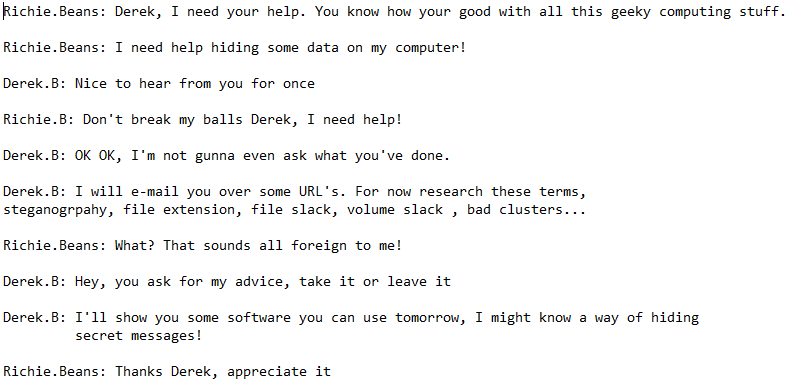 Richie.Beans: Derek, I need your help. You know how your good with all this geeky computing stuff.
Richie.Beans: I need help hiding some data on my computer!
Derek.B: Nice to hear from you for once
Richie.B: Don't break my balls Derek, I need help!
Derek.B: OK OK, I'm not gunna even ask what you've done.
Derek.B: I will e-mail you over some URL's. For now research these terms,
steganogrpahy, file extension, file slack, volume slack , bad clusters...
Richie.Beans: What? That sounds all foreign to me!
Derek.B: Hey, you ask for my advice, take it or leave it
Derek.B: I'll show you some software you can use tomorrow, I might know a way of hiding
secret messages!
Richie.Beans: Thanks Derek, appreciate it